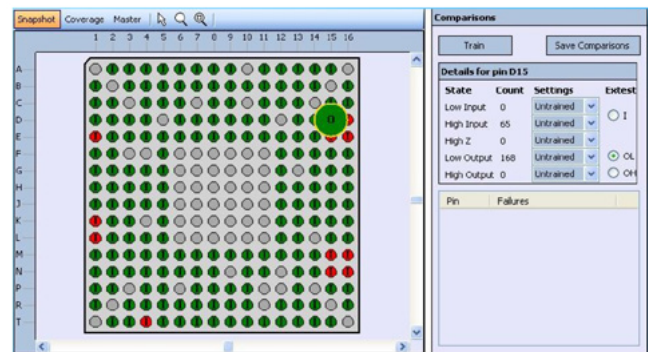 Snapshot Coverage Master
1 2 3 4 5 6 7 8 9 10 11 12 13 14 15 16
A
B
C
D
E
F
G
H
J
K
L
M
N
P
R
T
0
Comparisons
Train Save Comparisons
Details for pin D15
State Count Settings Extest
Low Input 0 Untrained
I
High Input 65 Untrained
High Z 0 Untrained
Low Output 168 Untrained OL
High Output 0 Untrained OH
Pin Failures